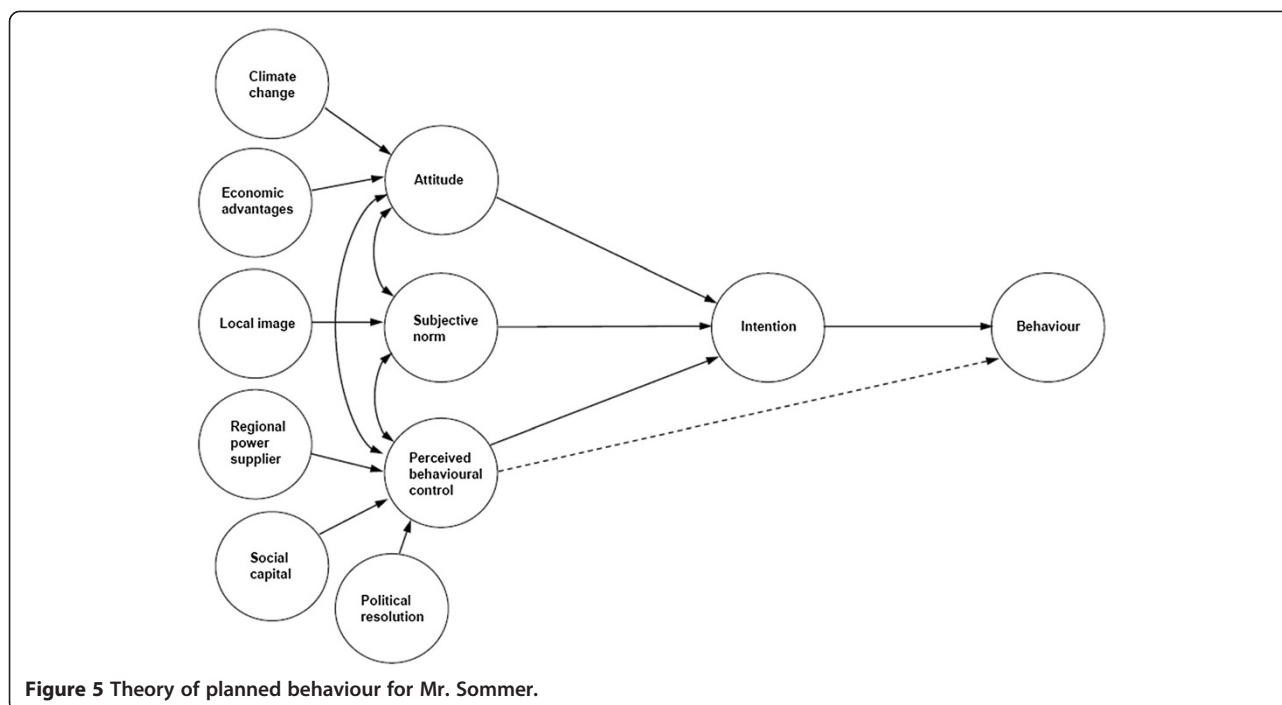 Climate
change
Economic
advantages
Local image
Regional
power
supplier
Social
capital
Political
resolution
Attitude
Subjective
norm
Perceived
behavioural
control
Intention
Behaviour
Figure 5 Theory of planned behaviour for Mr. Sommer.